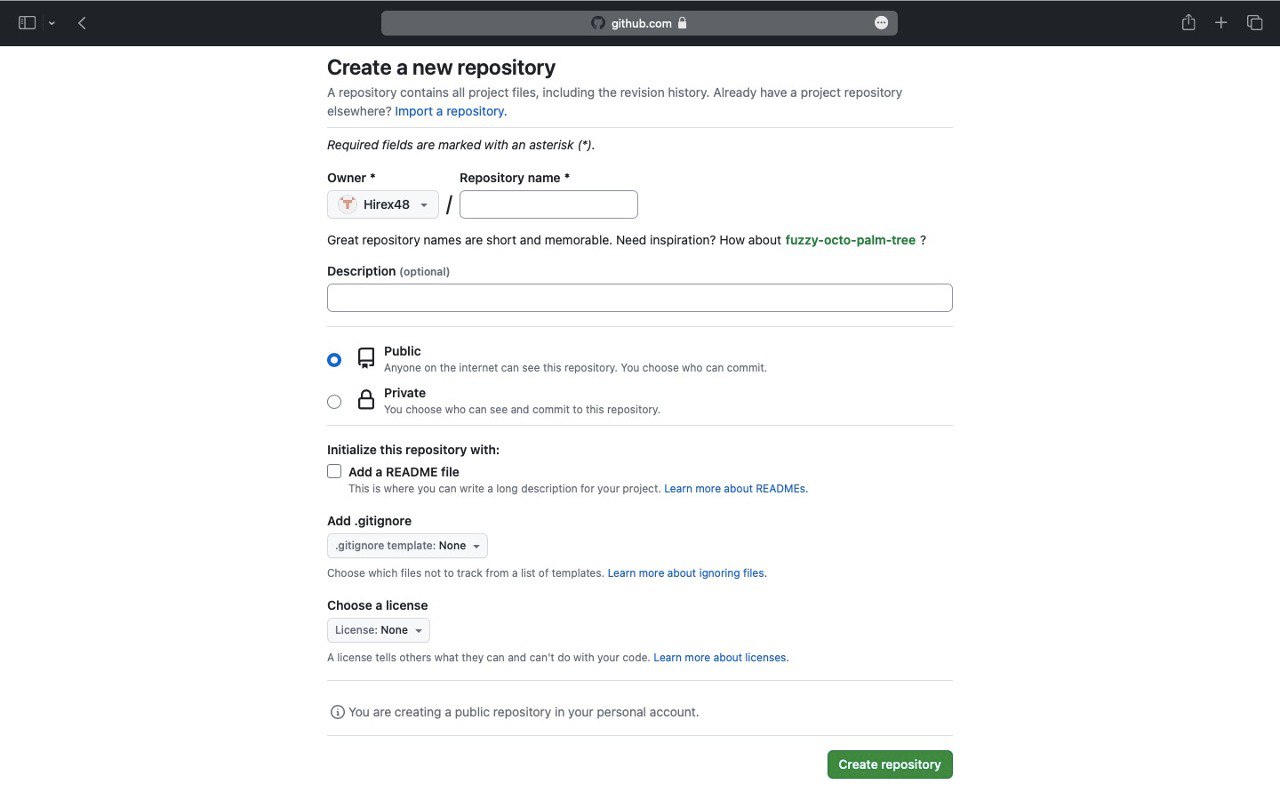 github.com
Create a new repository
A repository contains all project files, including the revision history. Already have a project repository
elsewhere? Import a repository.
Required fields are marked with an asterisk (*).
Owner * Repository name *
Hirex48 /
Great repository names are short and memorable. Need inspiration? How about fuzzy-octo-palm-tree ?
Description (optional)
Public
Anyone on the internet can see this repository. You choose who can commit.
Private
You choose who can see and commit to this repository.
Initialize this repository with:
Add a README file
This is where you can write a long description for your project. Learn more about READMEs.
Add .gitignore
.gitignore template: None
Choose which files not to track from a list of templates. Learn more about ignoring files.
Choose a license
License: None
A license tells others what they can and can't do with your code. Learn more about licenses.
You are creating a public repository in your personal account.
Create repository